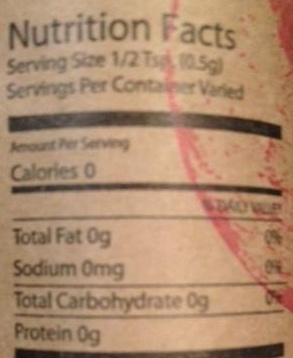 Nutrition Facts
Serving Size 1/2 Tsp. (0.5g)
Servings Per Container Varied
Amount Per Serving
Calories 0
% DAILY VALUE
Total Fat 0g 0%
Sodium 0mg 0%
Total Carbohydrate 0g 0%
Protein 0g